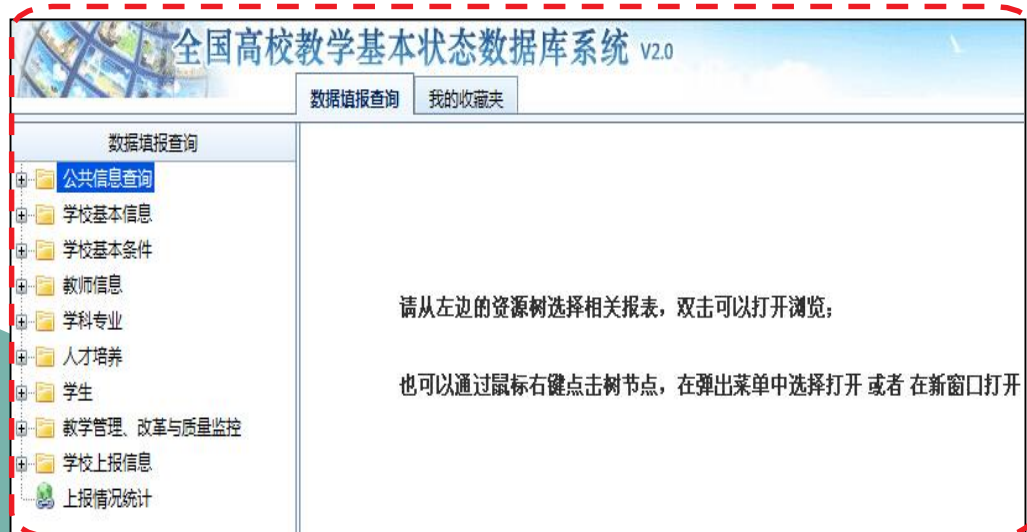 全国高校教学基本状态数据库系统 V2.0
数据填报查询 我的收藏夹
数据填报查询
公共信息查询
学校基本信息
学校基本条件
教师信息
学科专业
人才培养
学生
教学管理、改革与质量监控
学校上报信息
上报情况统计
请从左边的资源树选择相关报表，双击可以打开浏览；
也可以通过鼠标右键点击树节点，在弹出菜单中选择打开 或者 在新窗口打开